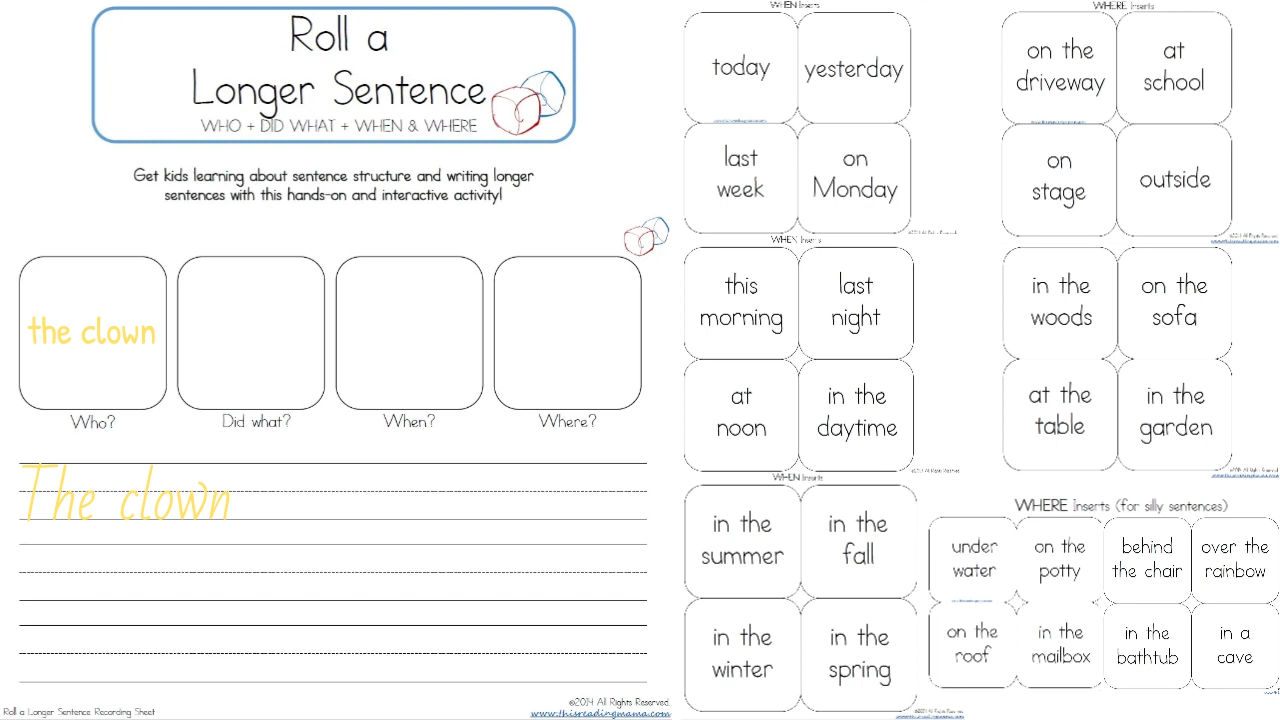 Roll a
Longer Sentence
WHO + DID WHAT + WHEN & WHERE
Get kids learning about sentence structure and writing longer
sentences with this hands-on and interactive activity!
the clown
Who?
Did what?
When?
Where?
The clown
Roll a Longer Sentence Recording Sheet
©2014 All Rights Reserved.
www.thisreadingmama.com
WHEN Inserts
today
yesterday
last
week
on
Monday
WHEN Inserts
this
morning
last
night
at
noon
in the
daytime
WHEN Inserts
in the
summer
in the
fall
in the
winter
in the
spring
WHERE Inserts
on the
driveway
at
school
on
stage
outside
in the
woods
on the
sofa
at the
table
in the
garden
WHERE Inserts (for silly sentences)
under
water
on the
potty
behind
the chair
over the
rainbow
on the
roof
in the
mailbox
in the
bathtub
in a
cave